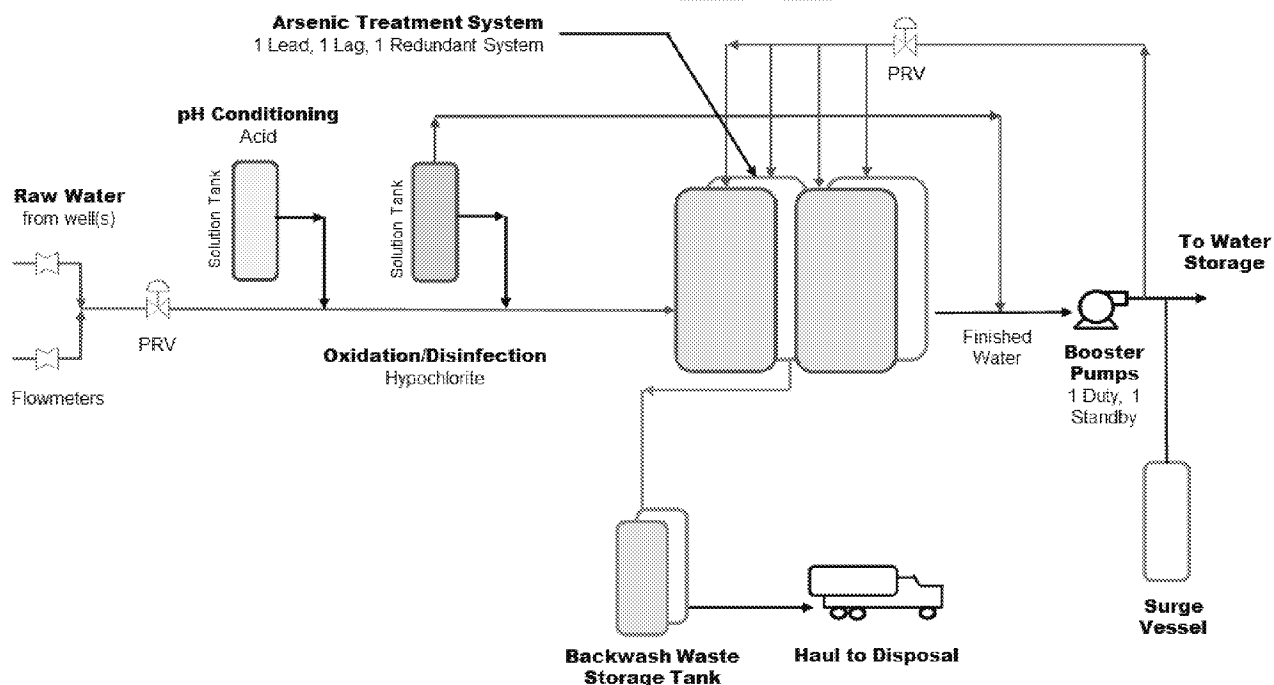 Arsenic Treatment System
1 Lead, 1 Lag, 1 Redundant System
PRV
pH Conditioning
Acid
Solution Tank
Solution Tank
Raw Water
from well(s)
To Water
Storage
PRV
Flowmeters
Oxidation/Disinfection
Hypochlorite
Finished
Water
Booster
Pumps
1 Duty, 1
Standby
Surge
Vessel
Backwash Waste
Storage Tank
Haul to Disposal